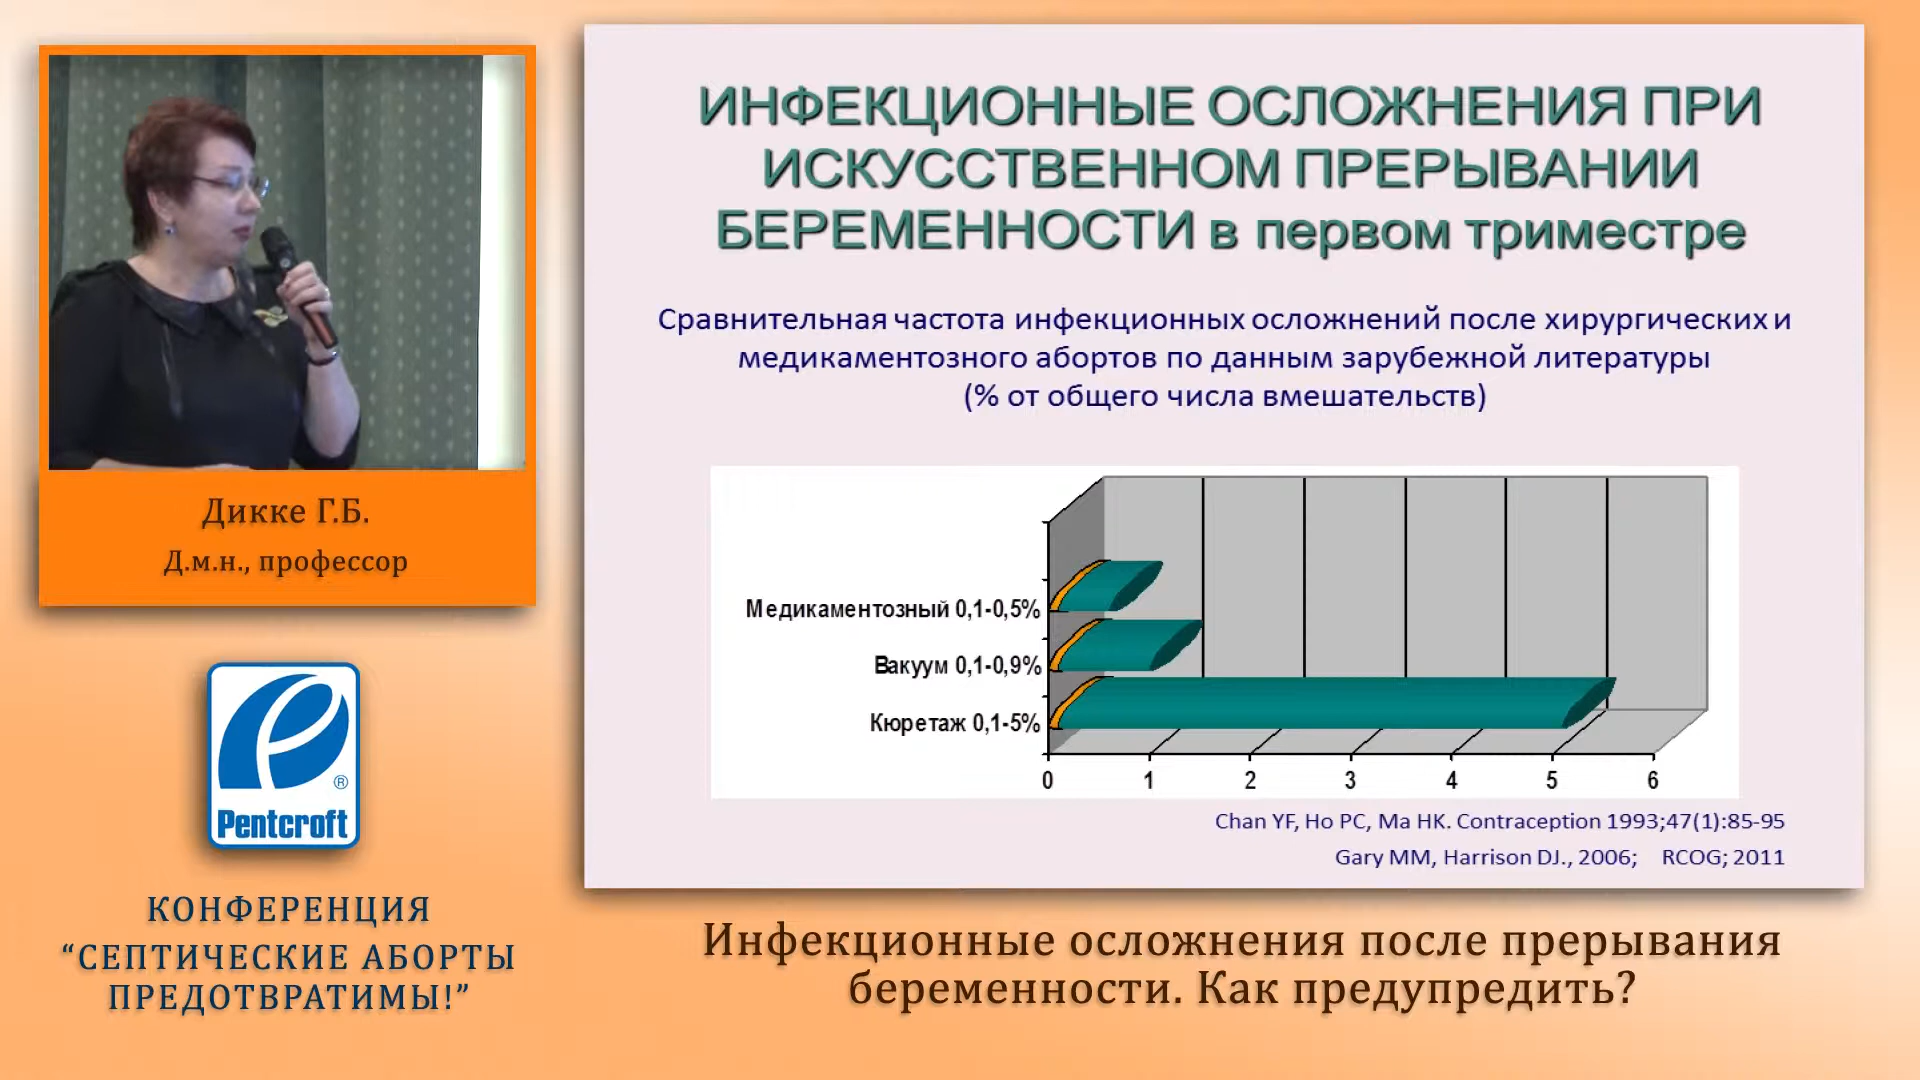 Дикке Г.Б.
Д.м.н., профессор
®
Pentcroft
КОНФЕРЕНЦИЯ
“СЕПТИЧЕСКИЕ АБОРТЫ
ПРЕДОТВРАТИМЫ!”
ИНФЕКЦИОННЫЕ ОСЛОЖНЕНИЯ ПРИ
ИСКУССТВЕННОМ ПРЕРЫВАНИИ
БЕРЕМЕННОСТИ в первом триместре
Сравнительная частота инфекционных осложнений после хирургических и
медикаментозного абортов по данным зарубежной литературы
(% от общего числа вмешательств)
Медикаментозный 0,1-0,5%
Вакуум 0,1-0,9%
Кюретаж 0,1-5%
0 1 2 3 4 5 6
Chan YF, Ho PC, Ma HK. Contraception 1993;47(1):85-95
Gary MM, Harrison DJ., 2006; RCOG; 2011
Инфекционные осложнения после прерывания
беременности. Как предупредить?